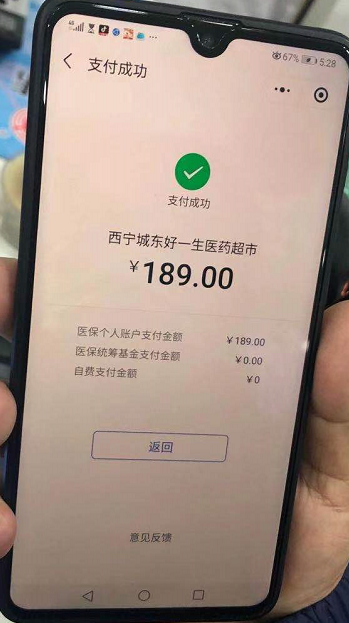 67% 5:28
支付成功
支付成功
西宁城东好一生医药超市
¥189.00
医保个人账户支付金额 ¥189.00
医保统筹基金支付金额 ¥0.00
自费支付金额 ¥0
返回
意见反馈